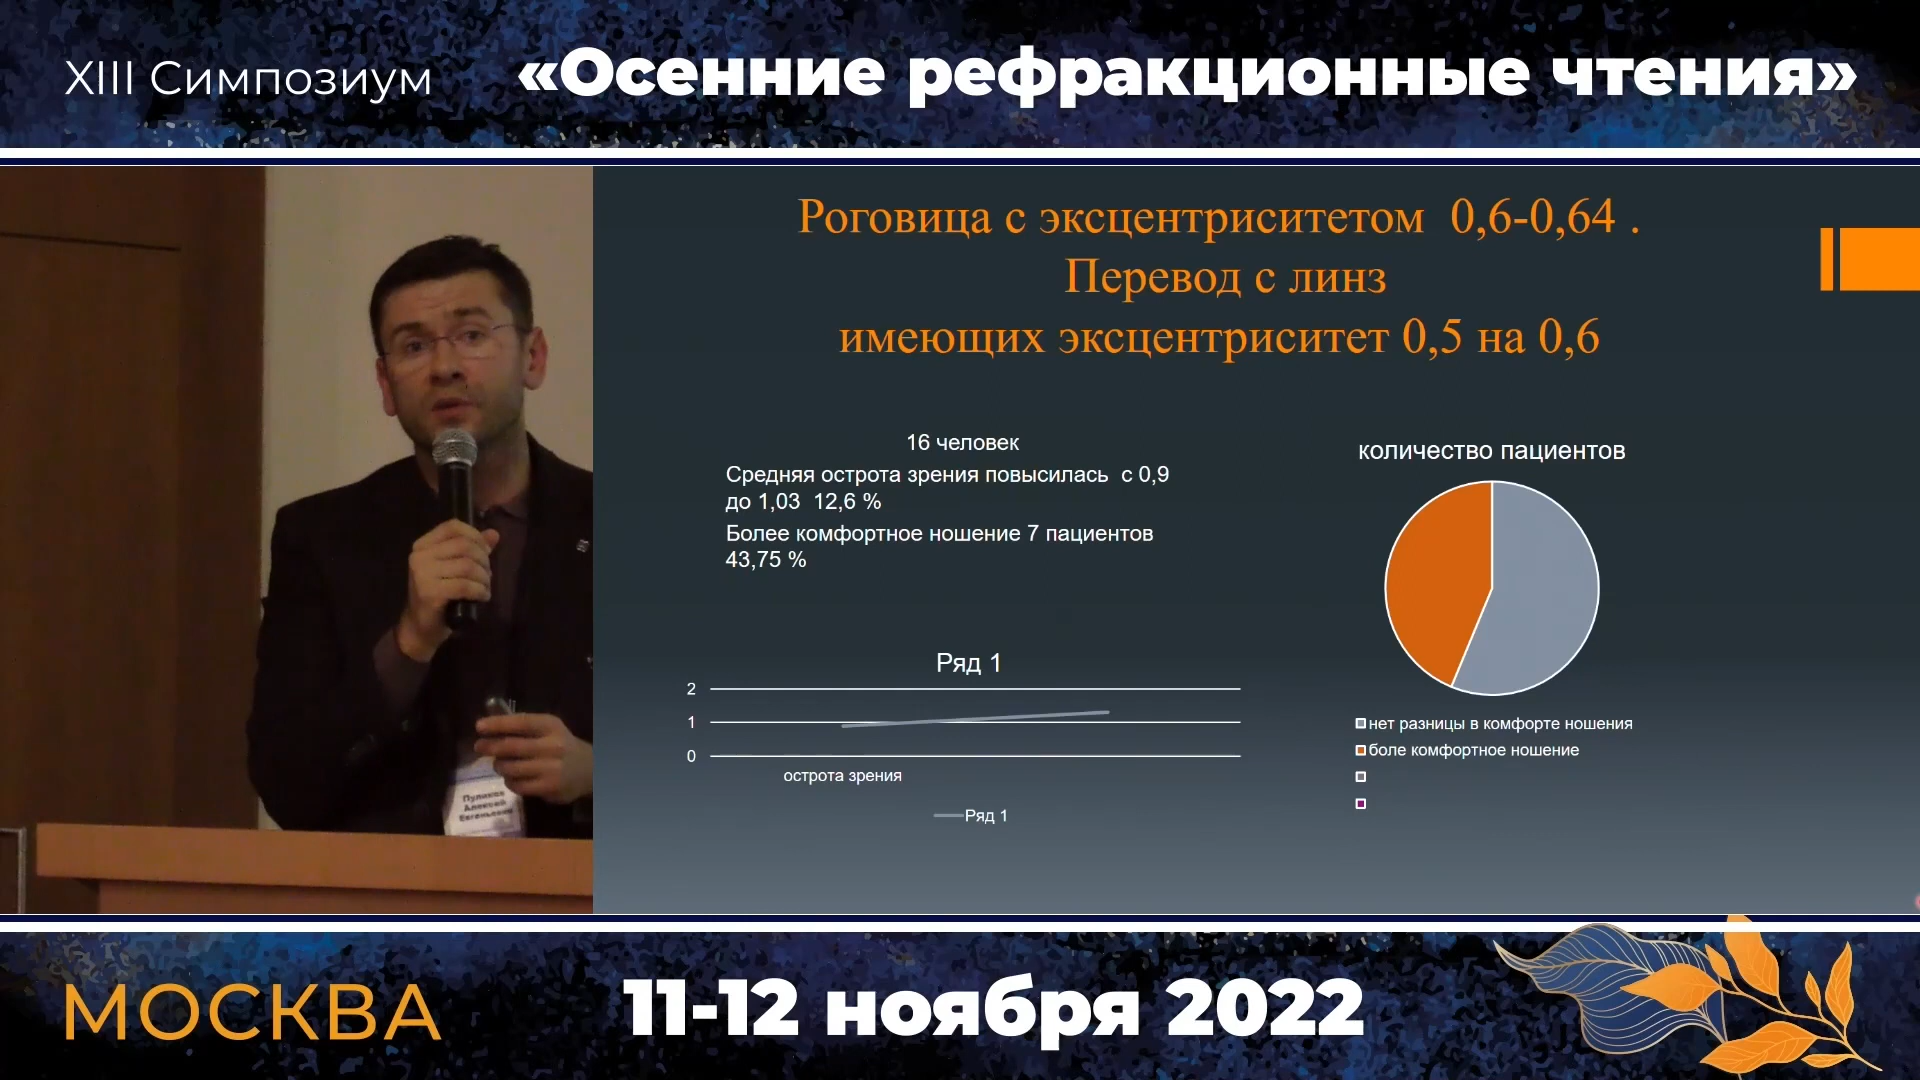 XIII Симпозиум «Осенние рефракционные чтения»
Роговица с эксцентриситетом 0,6-0,64 .
Перевод с линз
имеющих эксцентриситет 0,5 на 0,6
16 человек
Средняя острота зрения повысилась с 0,9
до 1,03 12,6 %
Более комфортное ношение 7 пациентов
43,75 %
количество пациентов
нет разницы в комфорте ношения
боле комфортное ношение
Ряд 1
2
1
0
острота зрения
Ряд 1
Алексей
Евгеньевич
МОСКВА
11-12 ноября 2022